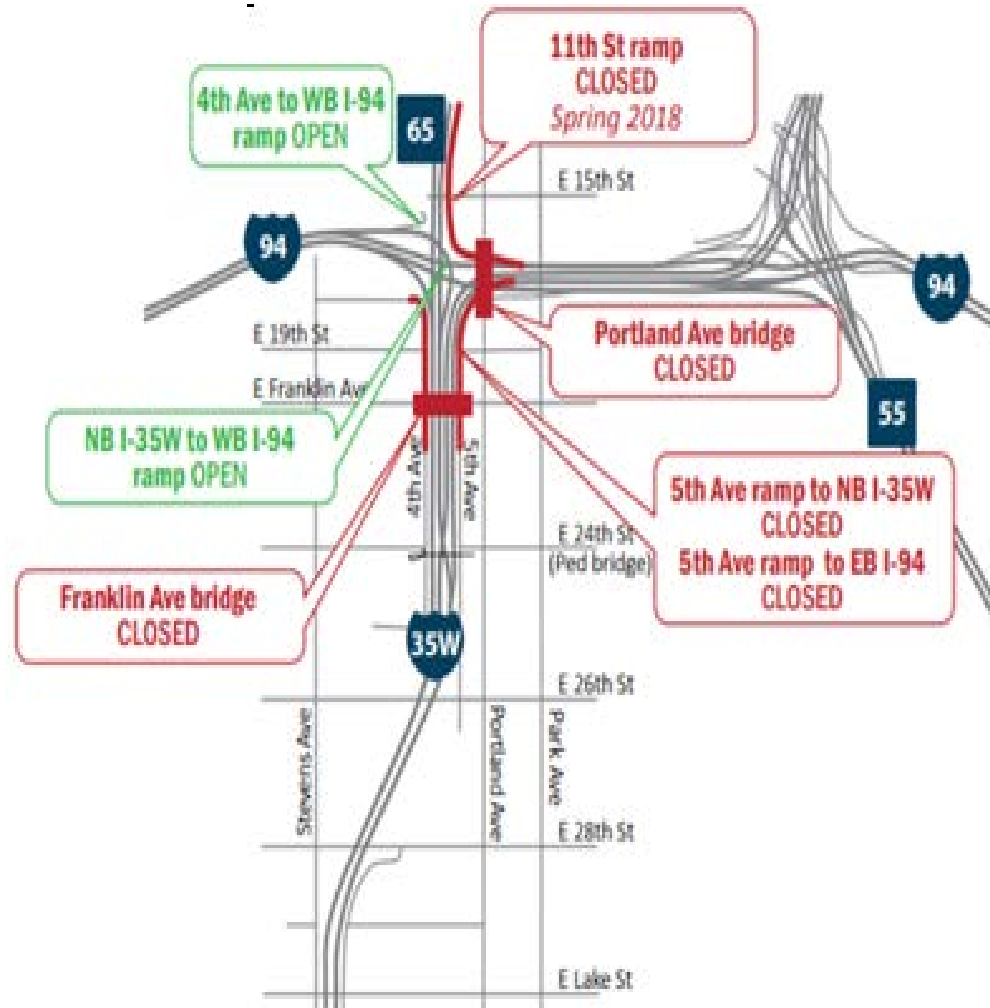 11th St ramp
CLOSED
Spring 2018
4th Ave to WB I-94
ramp OPEN
65
E 15th St
94
94
E 19th St
Portland Ave bridge
CLOSED
E Franklin Ave
55
NB I-35W to WB I-94
ramp OPEN
4th Ave
5th Ave
5th Ave ramp to NB I-35W
CLOSED
5th Ave ramp to EB I-94
CLOSED
E 24th St
(Ped bridge)
Franklin Ave bridge
CLOSED
35W
E 26th St
Stevens Ave
Portland Ave
Park Ave
E 28th St
E Lake St